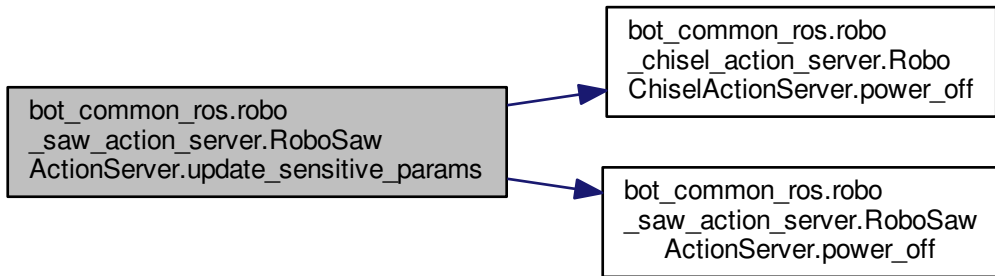 bot_common_ros.robo
_saw_action_server.RoboSaw
ActionServer.update_sensitive_params
bot_common_ros.robo
_chisel_action_server.Robo
ChiselActionServer.power_off
bot_common_ros.robo
_saw_action_server.RoboSaw
ActionServer.power_off